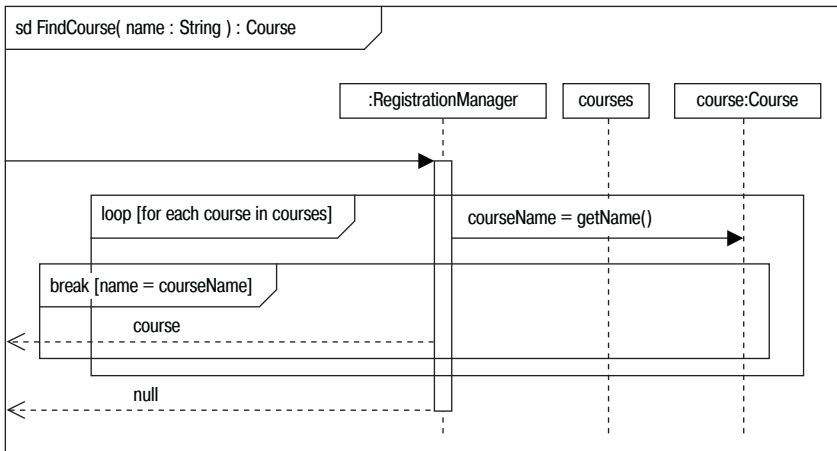 sd FindCourse( name : String ) : Course
:RegistrationManager
courses
course:Course
loop [for each course in courses]
courseName = getName()
break [name = courseName]
course
null